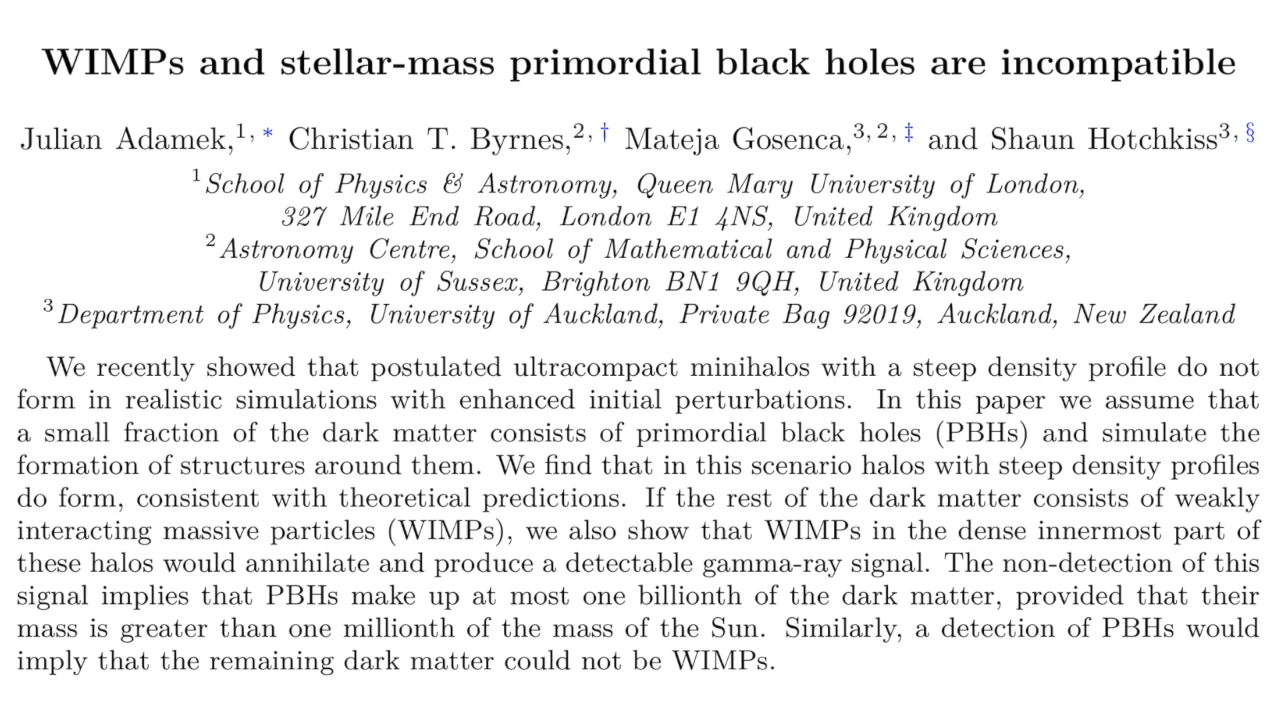 WIMPs and stellar-mass primordial black holes are incompatible
Julian Adamek,1, * Christian T. Byrnes,2, † Mateja Gosenca,3, 2, ‡ and Shaun Hotchkiss3, §
1School of Physics & Astronomy, Queen Mary University of London,
327 Mile End Road, London E1 4NS, United Kingdom
2Astronomy Centre, School of Mathematical and Physical Sciences,
University of Sussex, Brighton BN1 9QH, United Kingdom
3Department of Physics, University of Auckland, Private Bag 92019, Auckland, New Zealand
We recently showed that postulated ultracompact minihalos with a steep density profile do not
form in realistic simulations with enhanced initial perturbations. In this paper we assume that
a small fraction of the dark matter consists of primordial black holes (PBHs) and simulate the
formation of structures around them. We find that in this scenario halos with steep density profiles
do form, consistent with theoretical predictions. If the rest of the dark matter consists of weakly
interacting massive particles (WIMPs), we also show that WIMPs in the dense innermost part of
these halos would annihilate and produce a detectable gamma-ray signal. The non-detection of this
signal implies that PBHs make up at most one billionth of the dark matter, provided that their
mass is greater than one millionth of the mass of the Sun. Similarly, a detection of PBHs would
imply that the remaining dark matter could not be WIMPs.